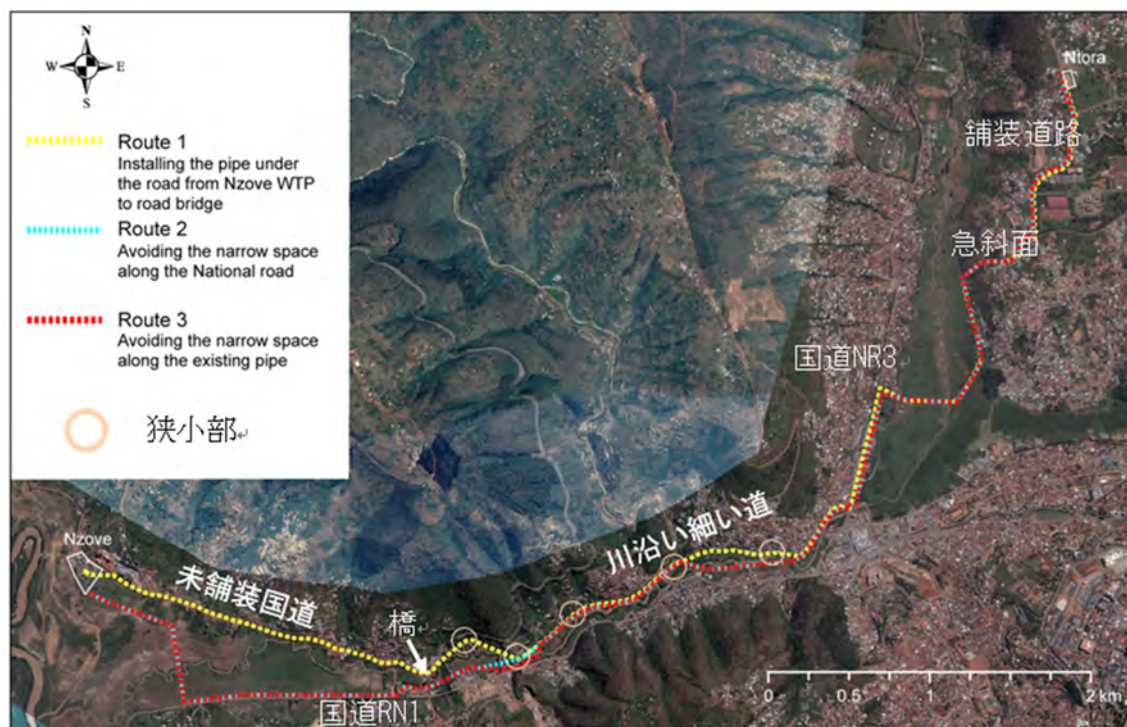 N
W
E
S
Route 1
Installing the pipe under
the road from Nzove WTP
to road bridge
Route 2
Avoiding the narrow space
along the National road
Route 3
Avoiding the narrow space
along the existing pipe
狭小部
Ntora
舗装道路
急斜面
国道NR3
川沿い細い道
Nzove
未舗装国道
橋
国道RN1
0 0.5 1 2 km